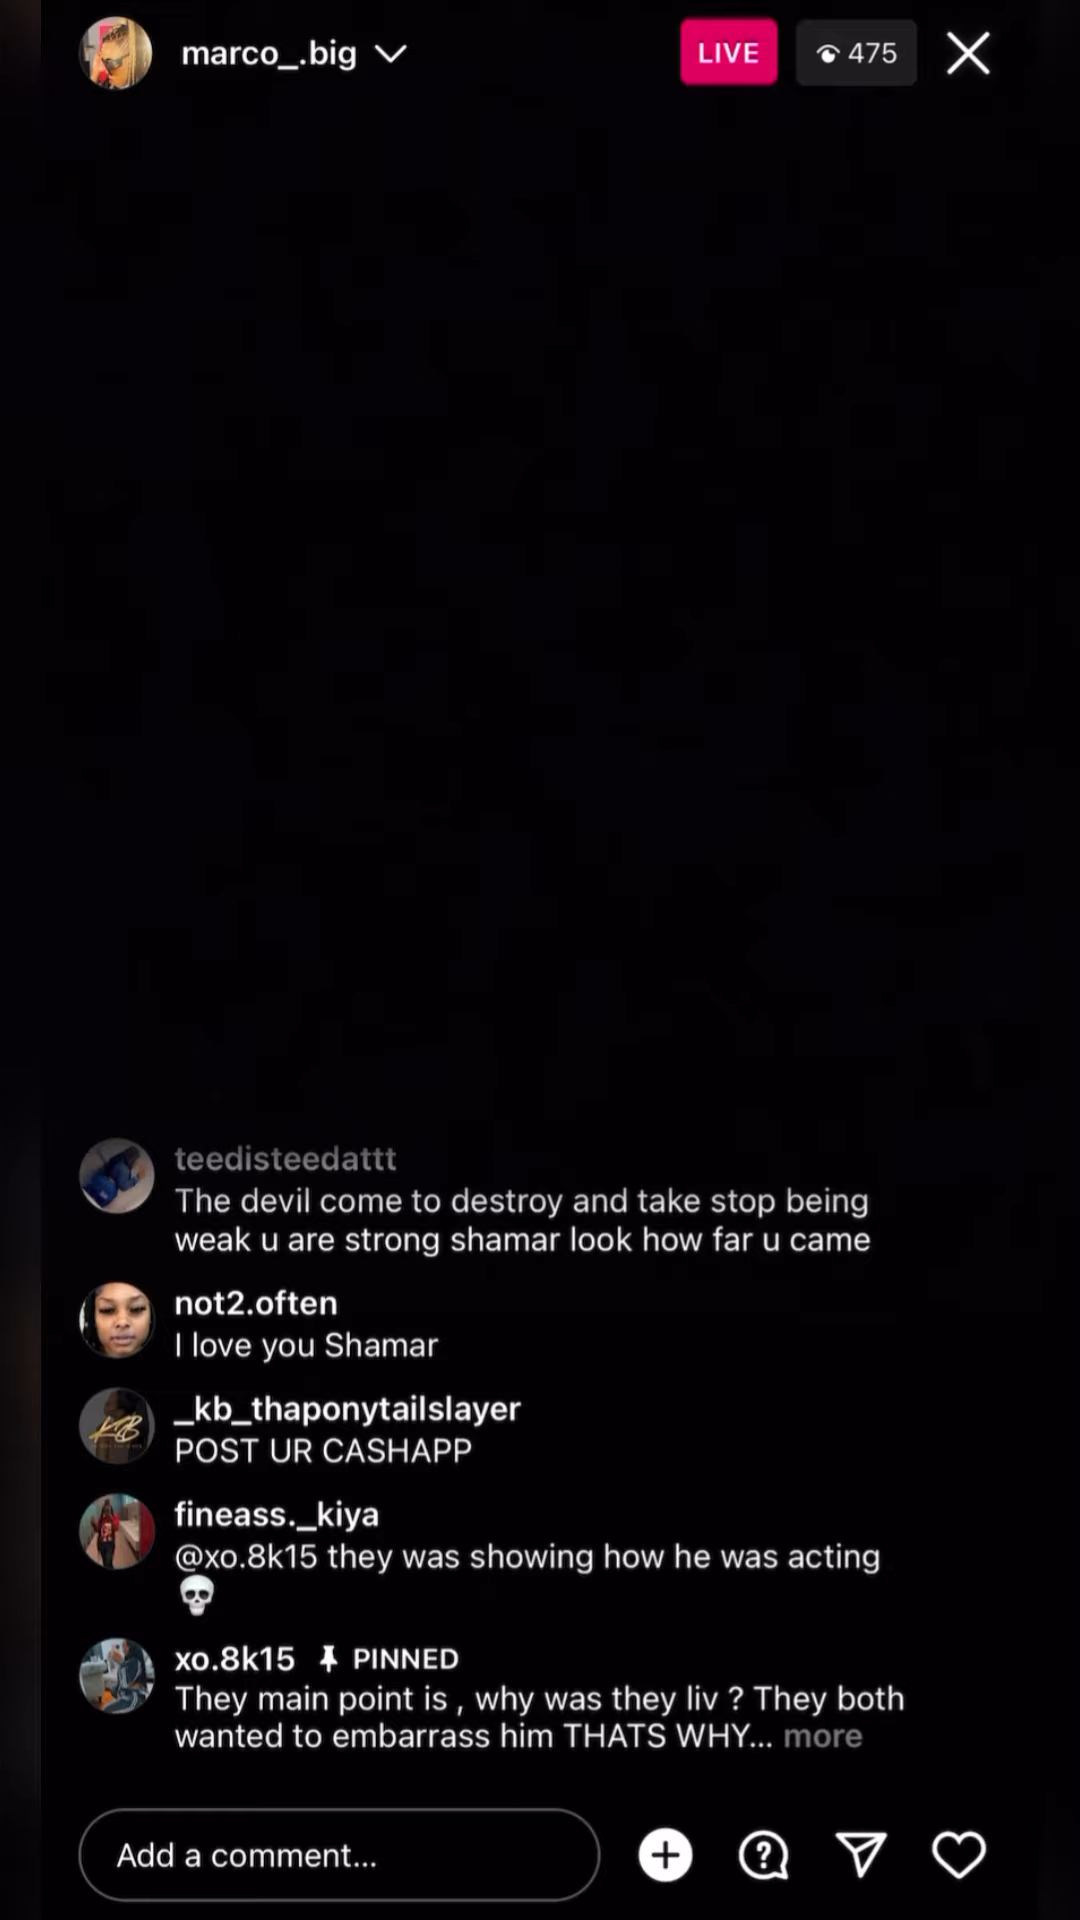 marco_.big
LIVE
475
teedisteedattt
The devil come to destroy and take stop being
weak u are strong shamar look how far u came
not2.often
I love you Shamar
_kb_thaponytailslayer
POST UR CASHAPP
fineass._kiya
@xo.8k15 they was showing how he was acting
💀
xo.8k15 PINNED
They main point is , why was they liv ? They both
wanted to embarrass him THATS WHY... more
Add a comment...